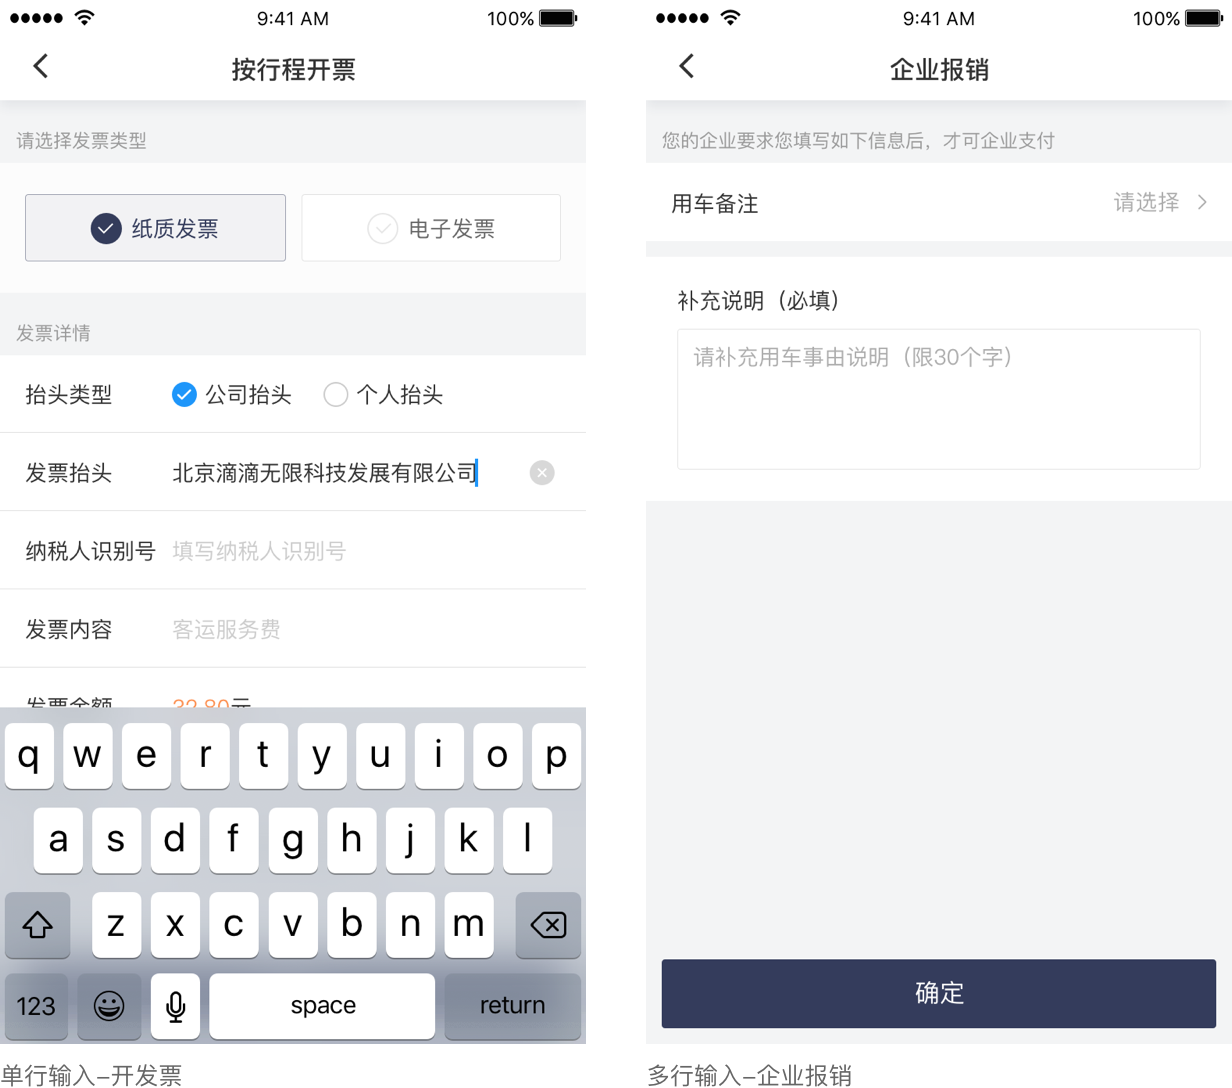 9:41 AM
100%
按行程开票
请选择发票类型
纸质发票
电子发票
发票详情
抬头类型
公司抬头
个人抬头
发票抬头
北京滴滴无限科技发展有限公司
纳税人识别号
填写纳税人识别号
发票内容
客运服务费
发票金额
32.80元
q w e r t y u i o p
a s d f g h j k l
z x c v b n m
123
space
return
单行输入–开发票
9:41 AM
100%
企业报销
您的企业要求您填写如下信息后，才可企业支付
用车备注
请选择
补充说明（必填）
请补充用车事由说明（限30个字）
确定
多行输入–企业报销